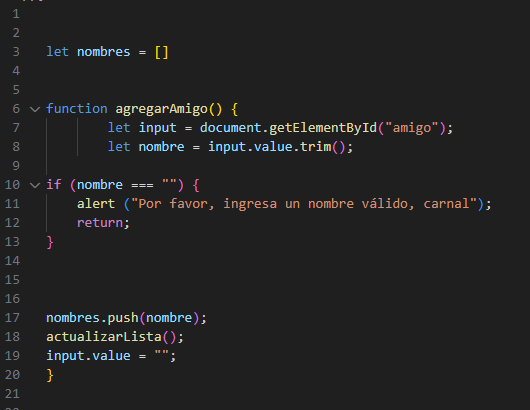 1
2
3 let nombres = []
4
5
6 function agregarAmigo() {
7 let input = document.getElementById("amigo");
8 let nombre = input.value.trim();
9
10 if (nombre === "") {
11 alert ("Por favor, ingresa un nombre válido, carnal");
12 return;
13 }
14
15
16
17 nombres.push(nombre);
18 actualizarLista();
19 input.value = "";
20 }
21